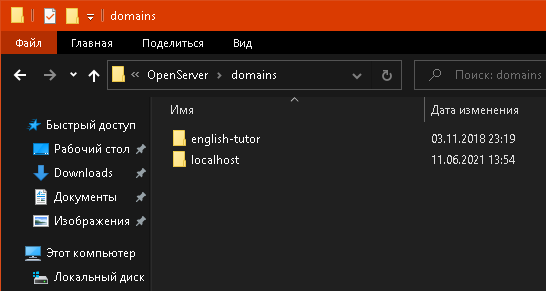 domains
Файл Главная Поделиться Вид
« OpenServer domains Поиск: domains
Имя Дата изменения
Быстрый доступ
Рабочий стол
Downloads
Документы
Изображения
Этот компьютер
Локальный диск
english-tutor 03.11.2018 23:19
localhost 11.06.2021 13:54